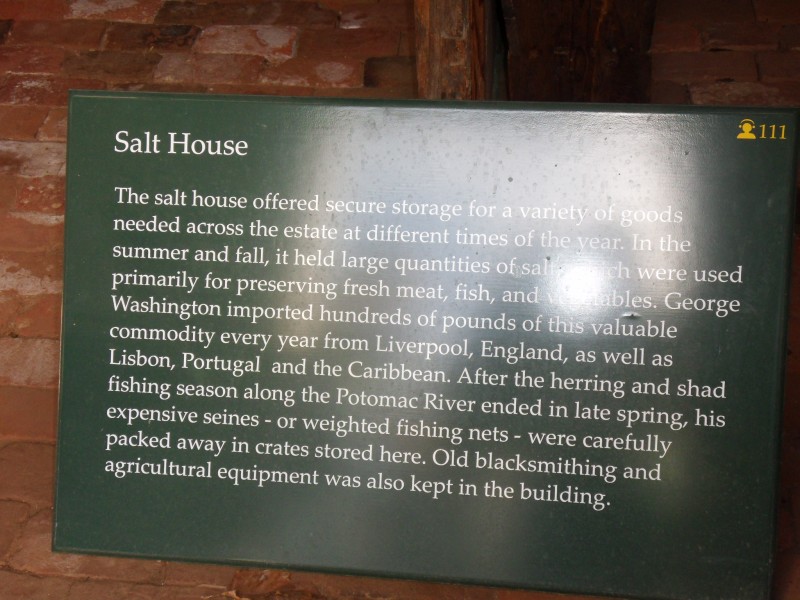 Salt House
111
The salt house offered secure storage for a variety of goods
needed across the estate at different times of the year. In the
summer and fall, it held large quantities of salt were used
primarily for preserving fresh meat, fish, and vegetables. George
Washington imported hundreds of pounds of this valuable
commodity every year from Liverpool, England, as well as
Lisbon, Portugal and the Caribbean. After the herring and shad
fishing season along the Potomac River ended in late spring, his
expensive seines - or weighted fishing nets - were carefully
packed away in crates stored here. Old blacksmithing and
agricultural equipment was also kept in the building.